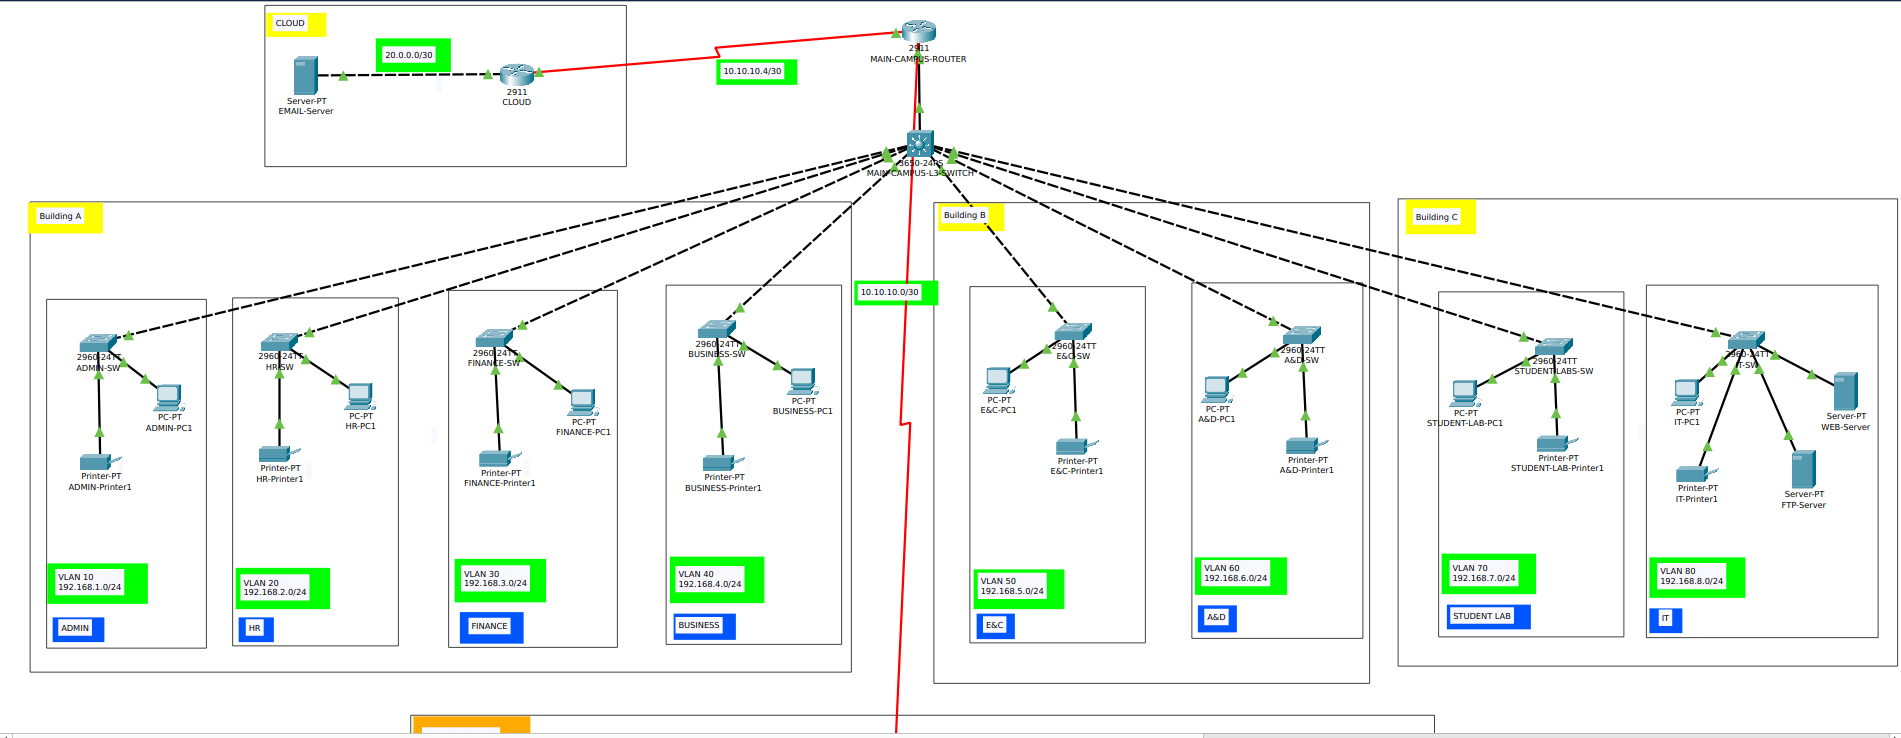 CLOUD
20.0.0.0/30
Server-PT
EMAIL-Server
2911
CLOUD
10.10.10.4/30
2911
MAIN-CAMPUS-ROUTER
3650-24PS
MAIN-CAMPUS-L3-SWITCH
10.10.10.0/30
Building A
2960-24TT
ADMIN-SW
PC-PT
ADMIN-PC1
Printer-PT
ADMIN-Printer1
VLAN 10
192.168.1.0/24
ADMIN
2960-24TT
HR-SW
PC-PT
HR-PC1
Printer-PT
HR-Printer1
VLAN 20
192.168.2.0/24
HR
2960-24TT
FINANCE-SW
PC-PT
FINANCE-PC1
Printer-PT
FINANCE-Printer1
VLAN 30
192.168.3.0/24
FINANCE
2960-24TT
BUSINESS-SW
PC-PT
BUSINESS-PC1
Printer-PT
BUSINESS-Printer1
VLAN 40
192.168.4.0/24
BUSINESS
Building B
2960-24TT
E&C-SW
PC-PT
E&C-PC1
Printer-PT
E&C-Printer1
VLAN 50
192.168.5.0/24
E&C
2960-24TT
A&D-SW
PC-PT
A&D-PC1
Printer-PT
A&D-Printer1
VLAN 60
192.168.6.0/24
A&D
Building C
2960-24TT
STUDENT-LABS-SW
PC-PT
STUDENT-LAB-PC1
Printer-PT
STUDENT-LAB-Printer1
VLAN 70
192.168.7.0/24
STUDENT LAB
2960-24TT
IT-SW
PC-PT
IT-PC1
Server-PT
WEB-Server
Printer-PT
IT-Printer1
Server-PT
FTP-Server
VLAN 80
192.168.8.0/24
IT